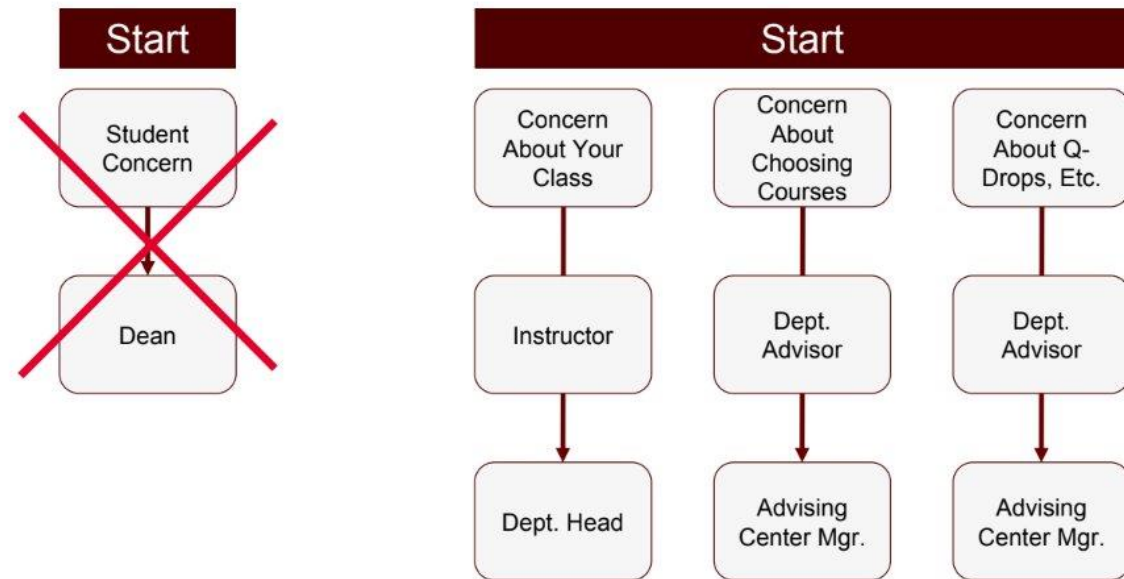 Start
Student
Concern
Dean
Start
Concern
About Your
Class
Instructor
Dept. Head
Concern
About
Choosing
Courses
Dept.
Advisor
Advising
Center Mgr.
Concern
About Q-
Drops, Etc.
Dept.
Advisor
Advising
Center Mgr.